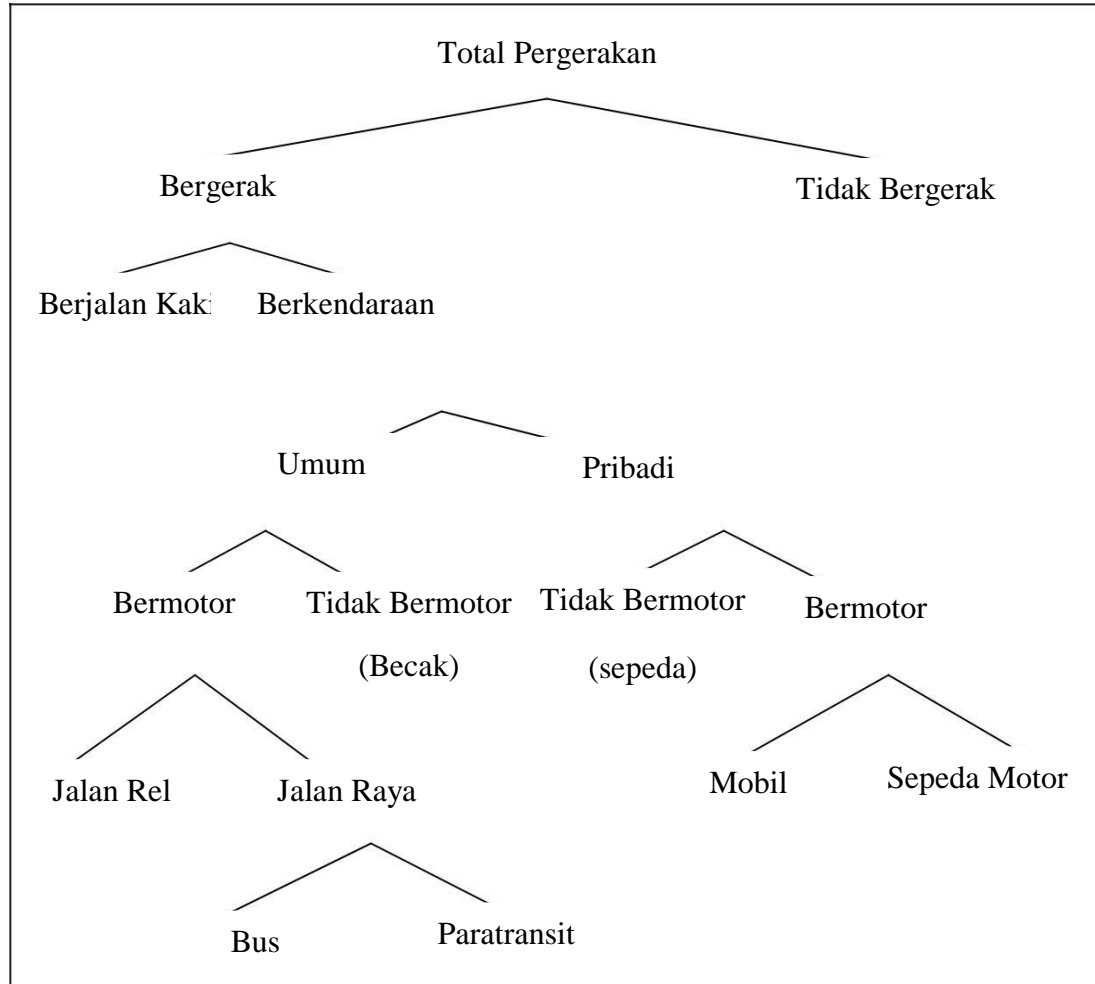 Total Pergerakan
Bergerak
Tidak Bergerak
Berjalan Kaki
Berkendaraan
Umum
Pribadi
Bermotor
Tidak Bermotor
(Becak)
Tidak Bermotor
(sepeda)
Bermotor
Jalan Rel
Jalan Raya
Mobil
Sepeda Motor
Bus
Paratransit